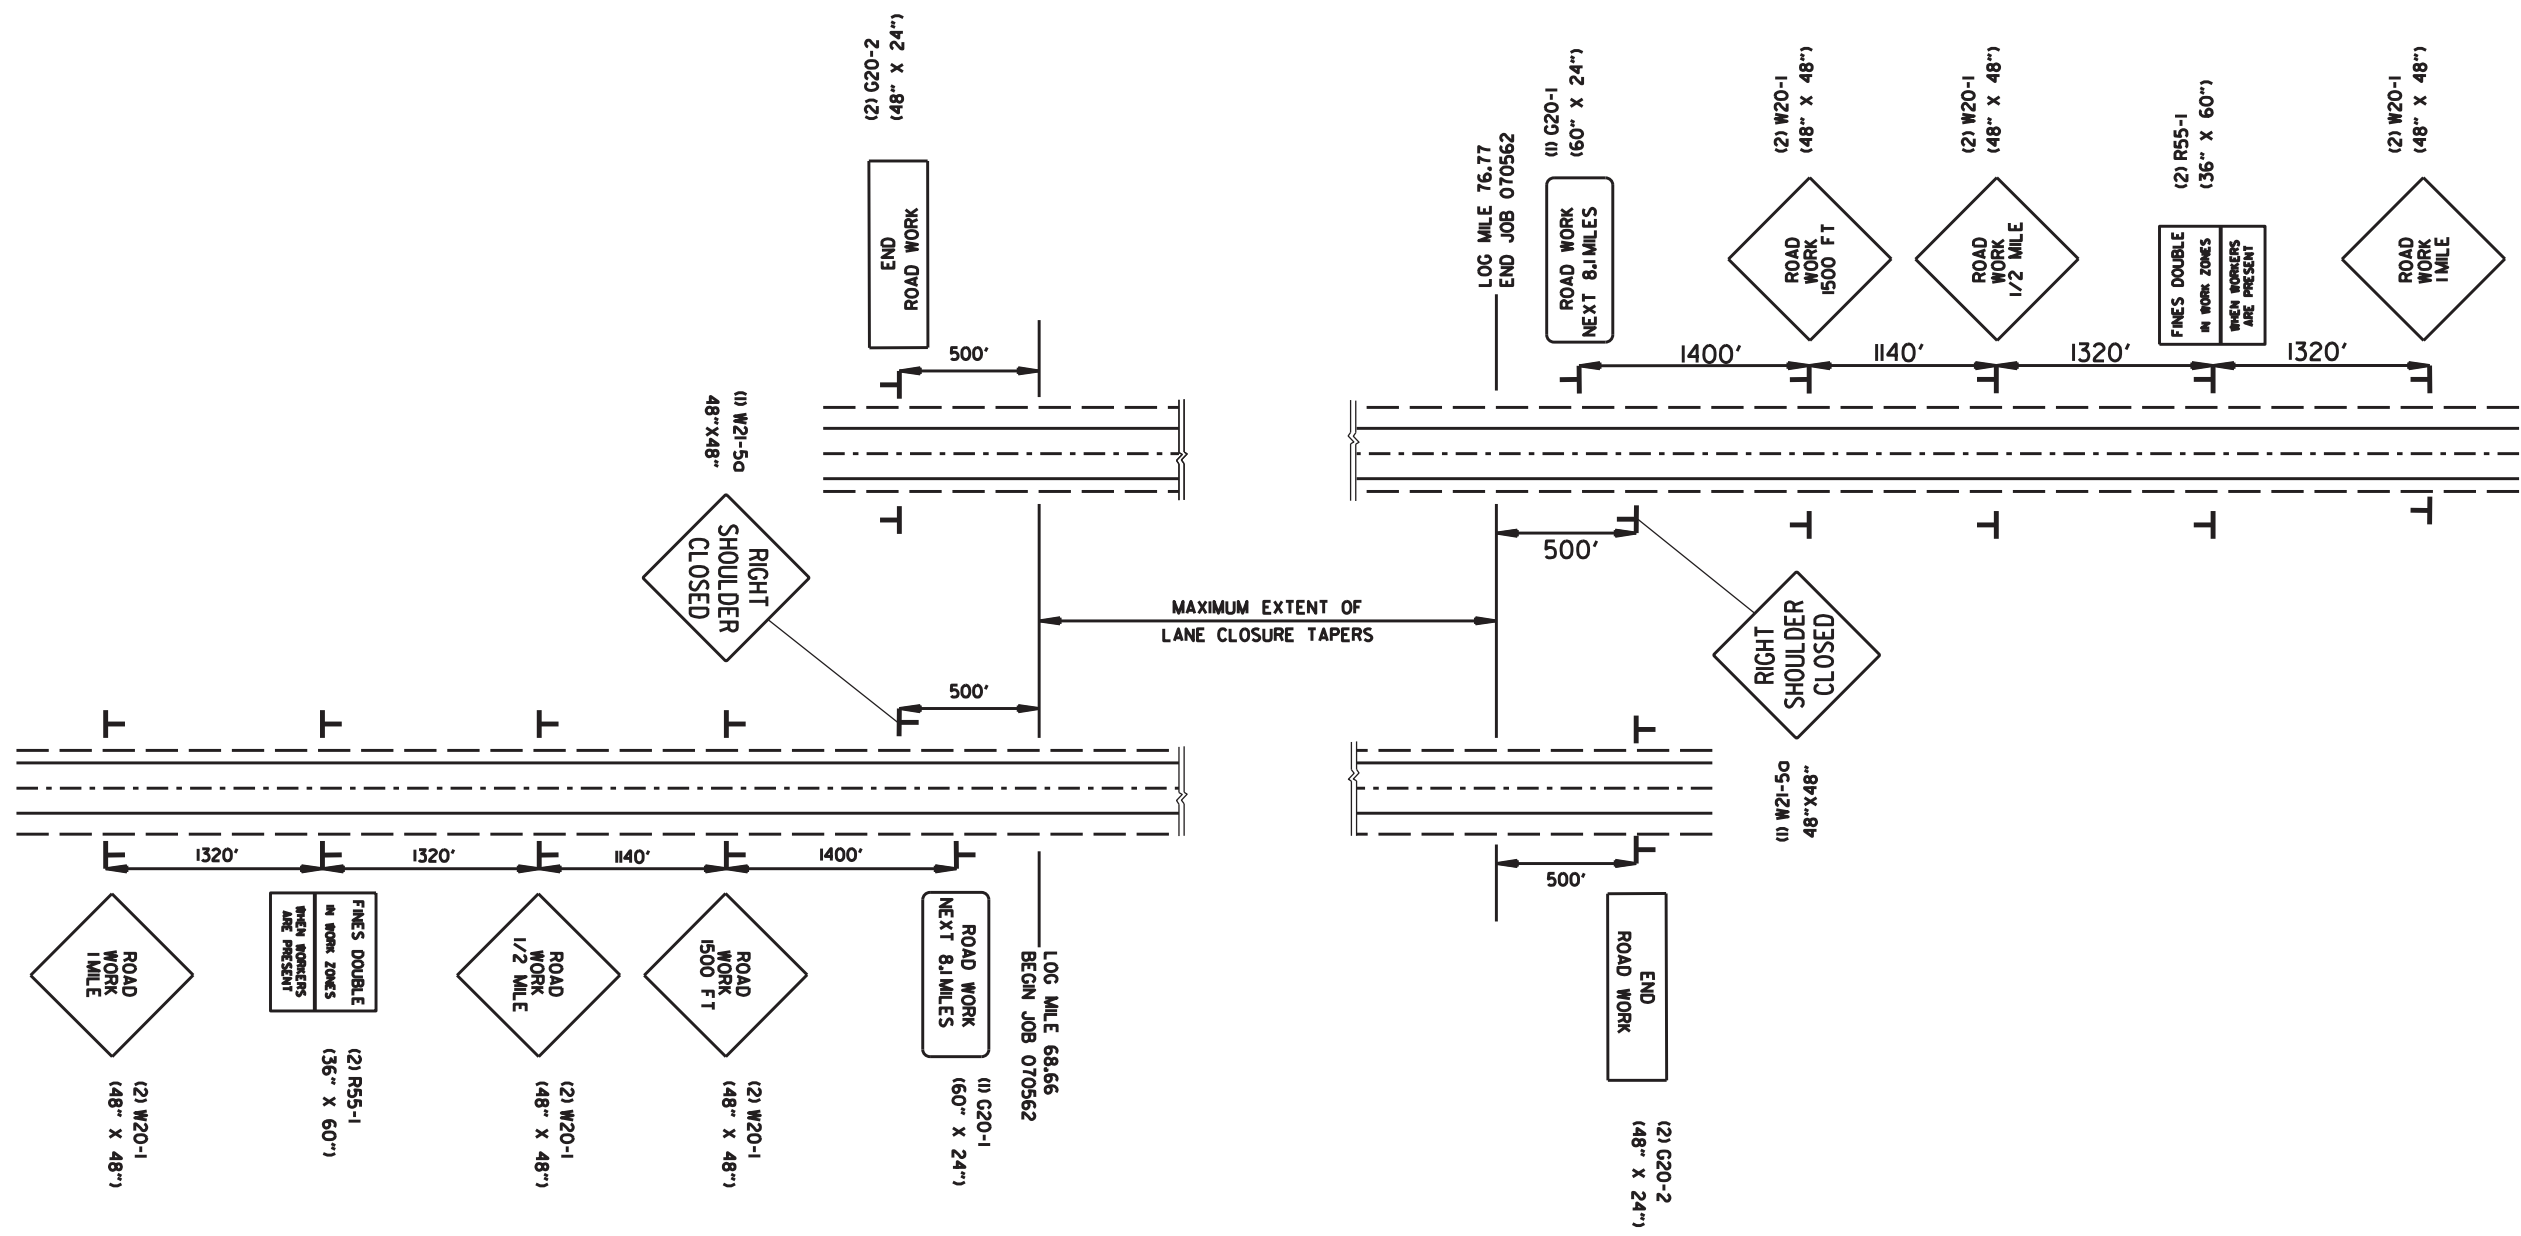 (2) G20-2
(48" X 24")
END
ROAD WORK
500'
(1) W21-5a
48"X48"
RIGHT
SHOULDER
CLOSED
500'
LOG MILE 76.77
END JOB 070562
(1) G20-1
(60" X 24")
ROAD WORK
NEXT 8.1 MILES
(2) W20-1
(48" X 48")
ROAD
WORK
1500 FT
(2) W20-1
(48" X 48")
ROAD
WORK
1/2 MILE
(2) R55-1
(36" X 60")
FINES DOUBLE
IN WORK ZONES
WHEN WORKERS
ARE PRESENT
(2) W20-1
(48" X 48")
ROAD
WORK
1 MILE
1400'
1140'
1320'
1320'
500'
MAXIMUM EXTENT OF
LANE CLOSURE TAPERS
RIGHT
SHOULDER
CLOSED
(1) W21-5a
48"X48"
1320'
1320'
1140'
1400'
ROAD
WORK
1 MILE
(2) W20-1
(48" X 48")
FINES DOUBLE
IN WORK ZONES
WHEN WORKERS
ARE PRESENT
(2) R55-1
(36" X 60")
ROAD
WORK
1/2 MILE
(2) W20-1
(48" X 48")
ROAD
WORK
1500 FT
(2) W20-1
(48" X 48")
ROAD WORK
NEXT 8.1 MILES
(1) G20-1
(60" X 24")
LOG MILE 68.66
BEGIN JOB 070562
500'
END
ROAD WORK
(2) G20-2
(48" X 24")